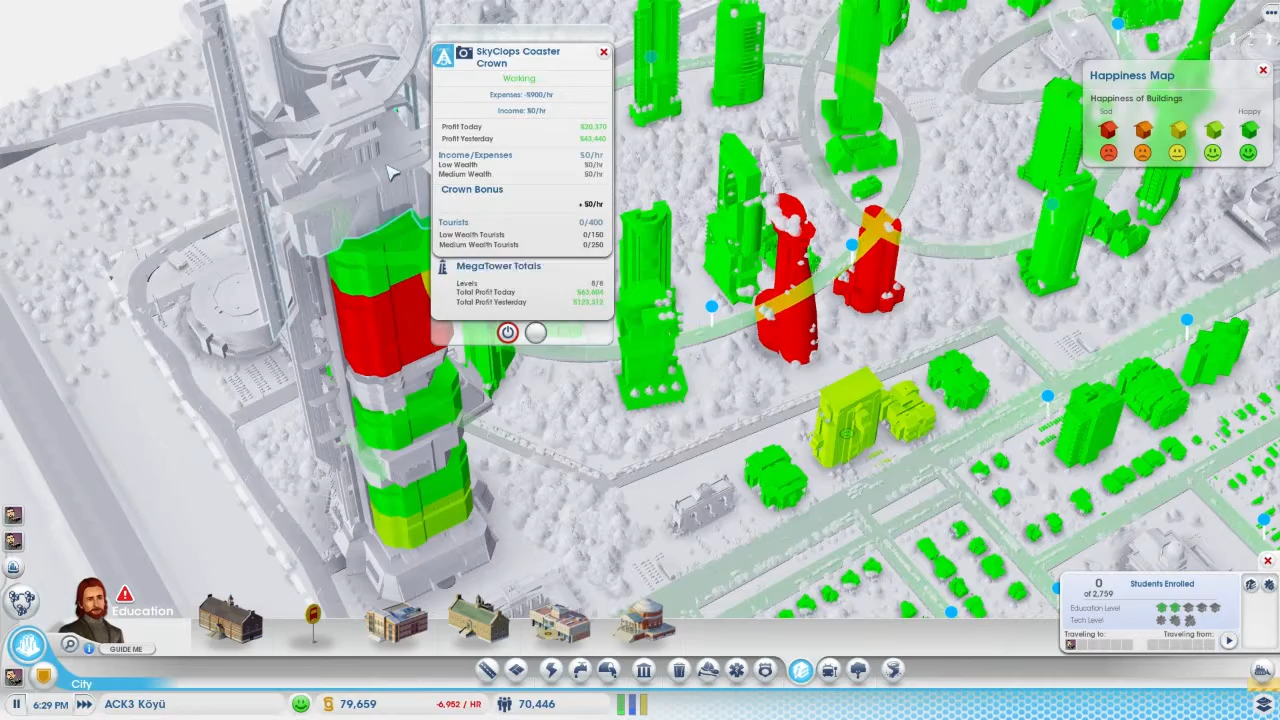 SkyClops Coaster
Crown
Working
Expenses: -$900/hr
Income: $0/hr
Profit Today $20,370
Profit Yesterday $43,440
Income/Expenses $0/hr
Low Wealth $0/hr
Medium Wealth $0/hr
Crown Bonus
+ $0/hr
Tourists 0/400
Low Wealth Tourists 0/150
Medium Wealth Tourists 0/250
MegaTower Totals
Levels 8/8
Total Profit Today $63,604
Total Profit Yesterday $123,312
Happiness Map
Happiness of Buildings
Sad Happy
Education
GUIDE ME
0
of 2,759
Students Enrolled
Education Level
Tech Level
Traveling to: Traveling from:
City
6:29 PM ACK3 Köyü 79,659 -6,952 / HR 70,446